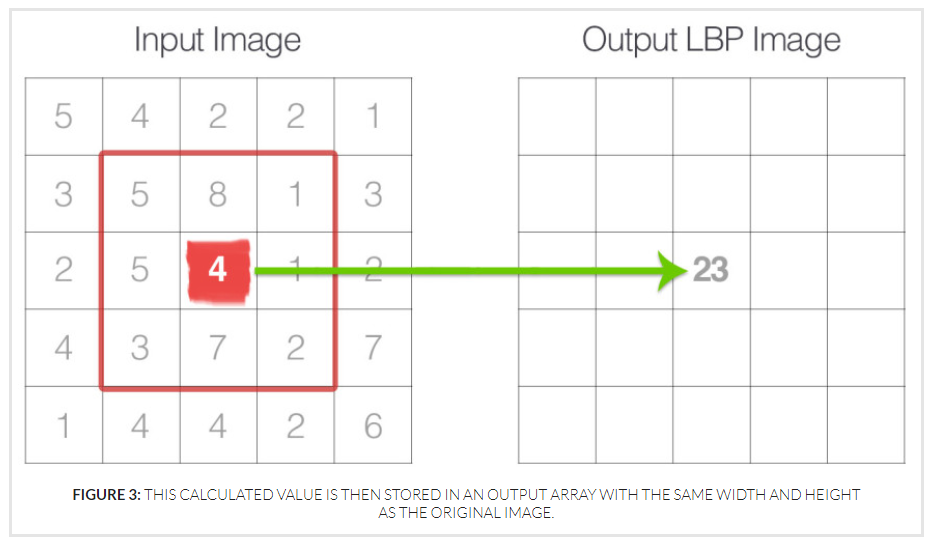 Input Image
Output LBP Image
5 4 2 2 1
3 5 8 1 3
2 5 4 1 2
23
4 3 7 2 7
1 4 4 2 6
FIGURE 3: THIS CALCULATED VALUE IS THEN STORED IN AN OUTPUT ARRAY WITH THE SAME WIDTH AND HEIGHT
AS THE ORIGINAL IMAGE.